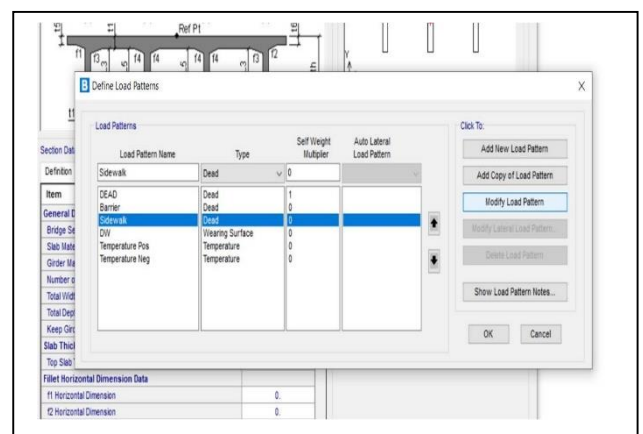 Ref P1
f1 f3 f4 f4 f4 f4 f3 f2
Y
B Define Load Patterns X
Load Patterns
Click To:
Load Pattern Name Type Self Weight Multiplier Auto Lateral Load Pattern
Sidewalk Dead 0
DEAD Dead 1
Barrier Dead 0
Sidewalk Dead 0
DW Wearing Surface 0
Temperature Pos Temperature 0
Temperature Neg Temperature 0
Add New Load Pattern
Add Copy of Load Pattern
Modify Load Pattern
Modify Lateral Load Pattern...
Delete Load Pattern
Show Load Pattern Notes...
OK Cancel
Section Data
Definition
Item
General D
Bridge Se
Slab Mate
Girder Ma
Number o
Total Widt
Total Dept
Keep Gird
Slab Thick
Top Slab
Fillet Horizontal Dimension Data
f1 Horizontal Dimension 0.
f2 Horizontal Dimension 0.